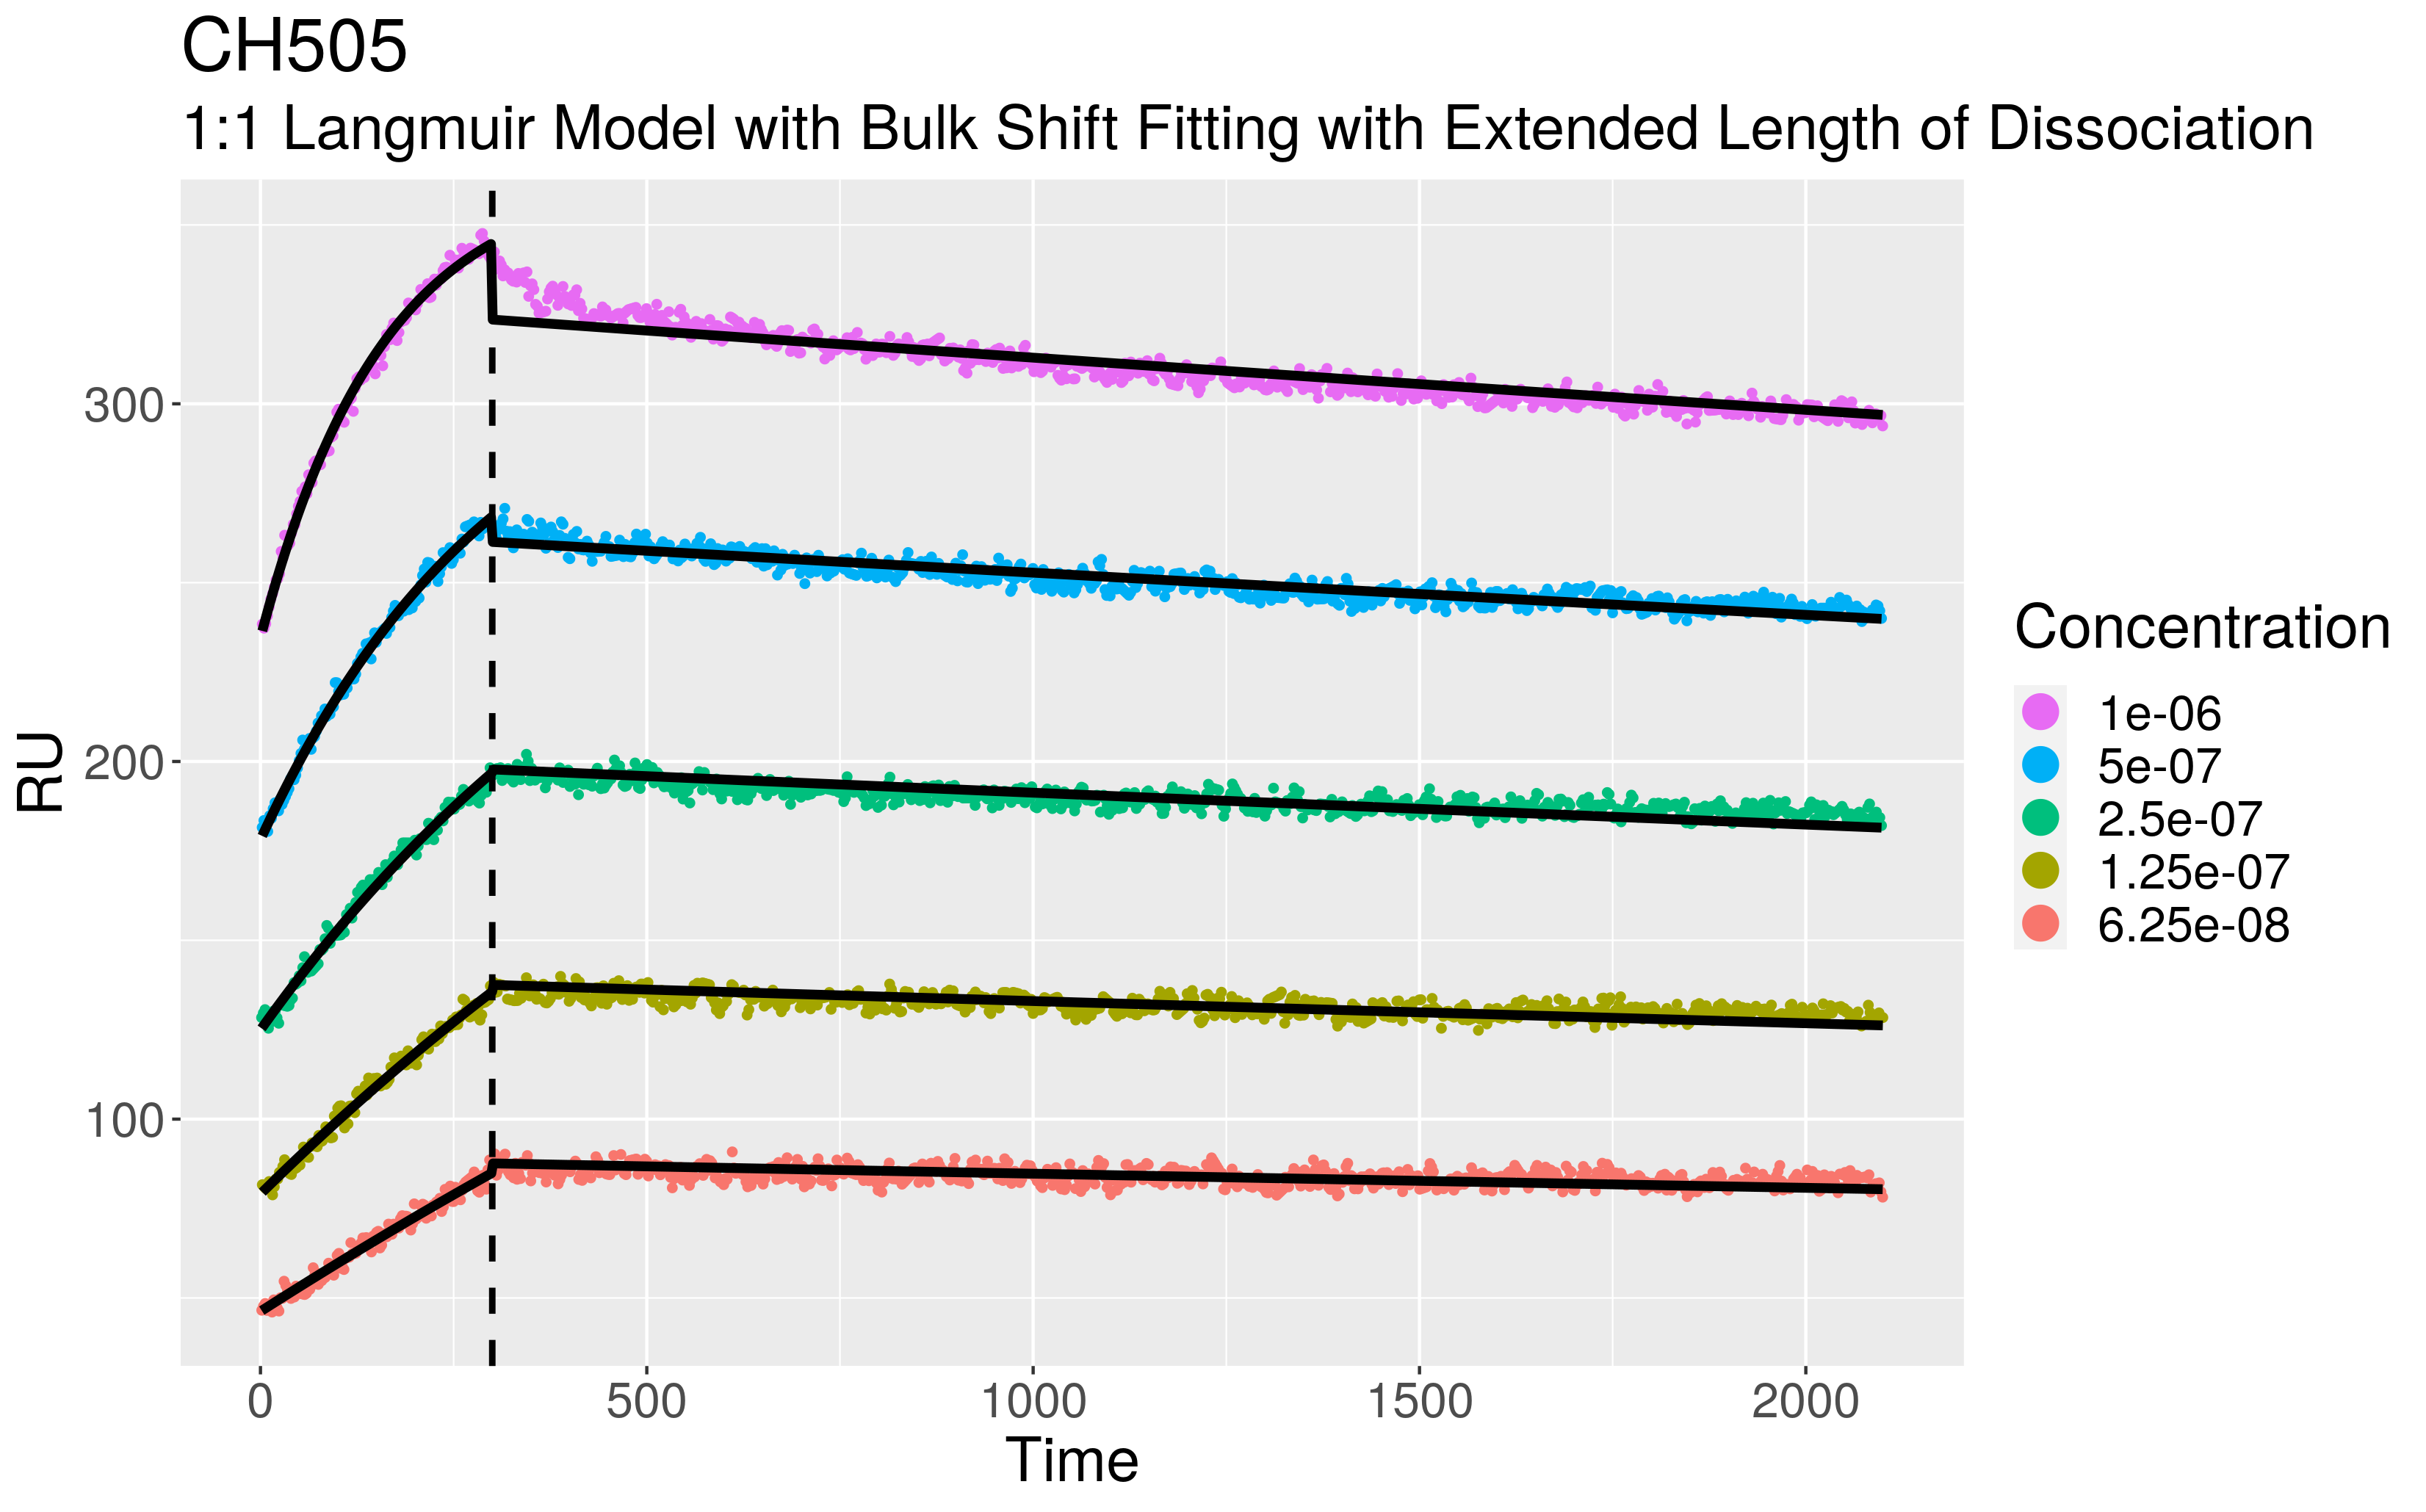 CH505
1:1 Langmuir Model with Bulk Shift Fitting with Extended Length of Dissociation
RU
300
200
100
0
500
1000
1500
2000
Time
Concentration
1e-06
5e-07
2.5e-07
1.25e-07
6.25e-08